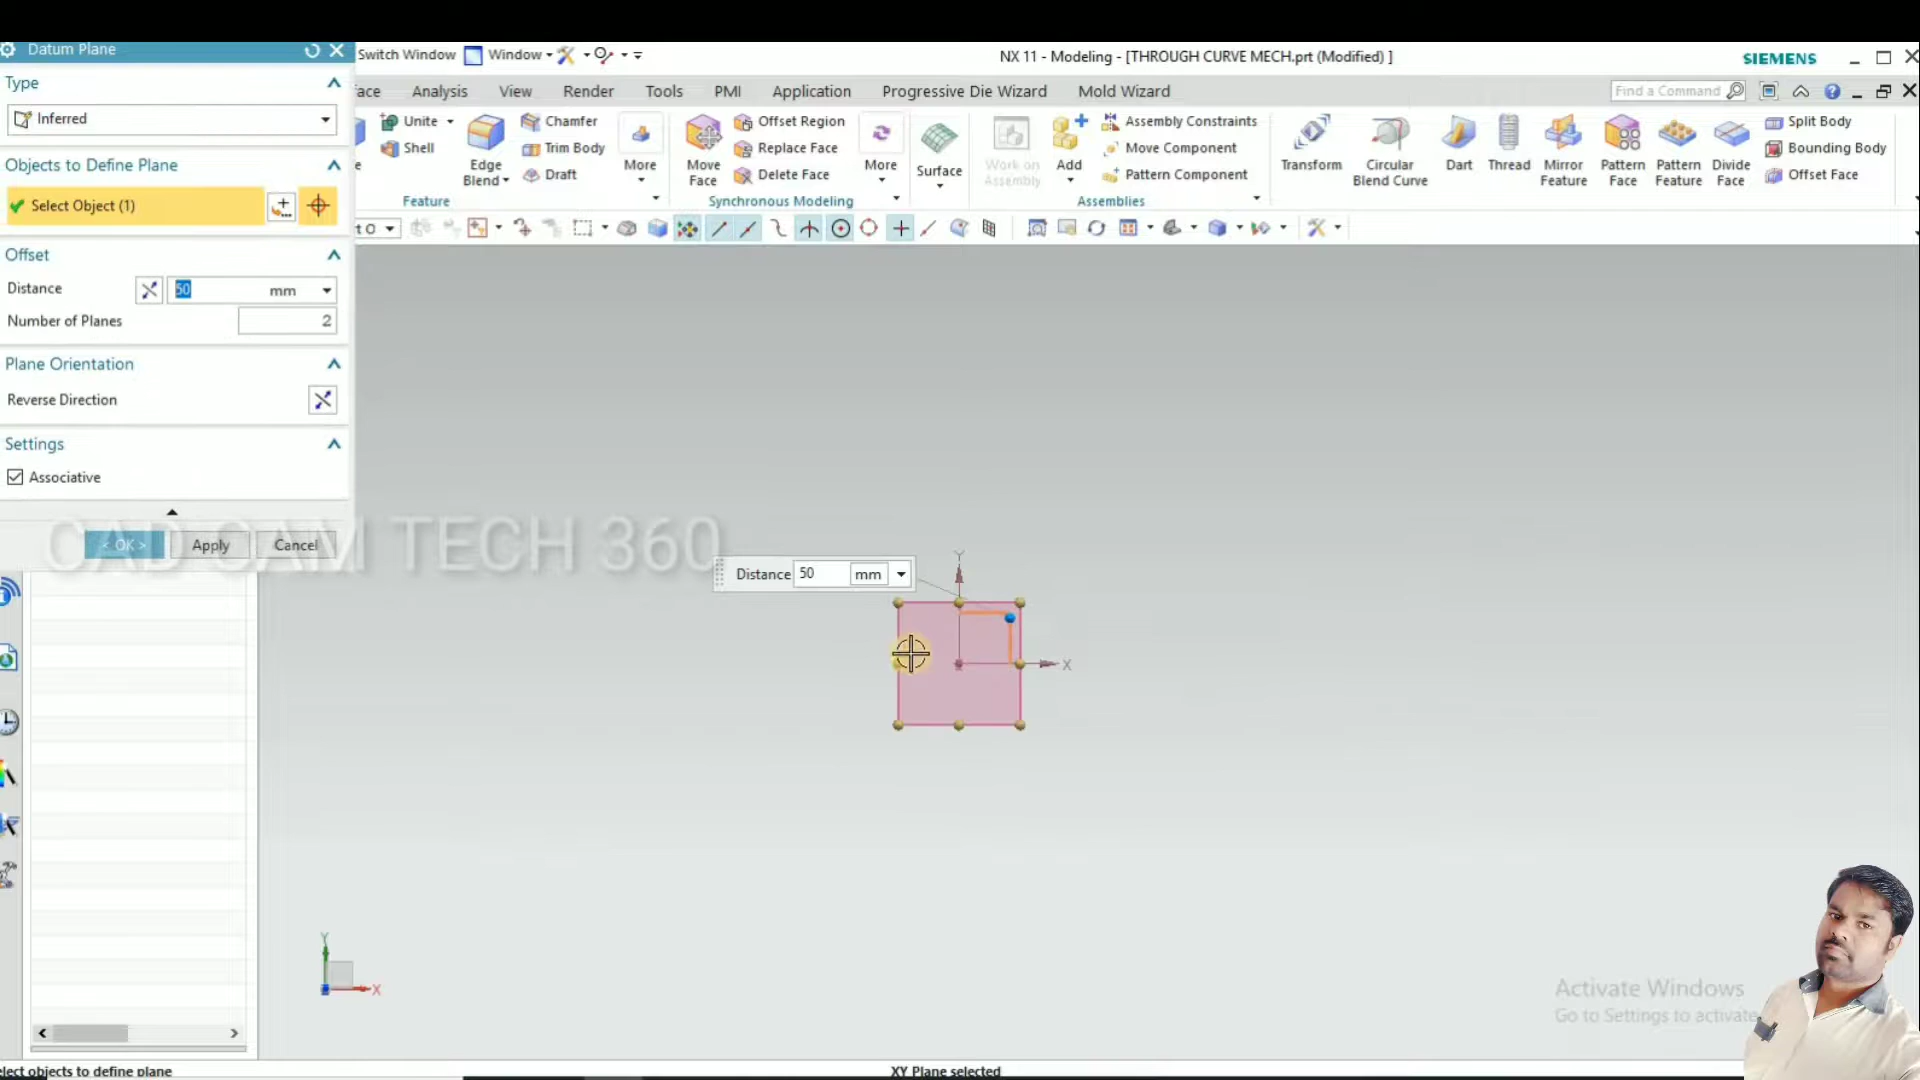 Datum Plane
Switch Window
Window
NX 11 - Modeling - [THROUGH CURVE MECH.prt (Modified) ]
SIEMENS
Type
Inferred
ace
Analysis
View
Render
Tools
PMI
Application
Progressive Die Wizard
Mold Wizard
Find a Command
Unite
Shell
Edge
Blend
Chamfer
Trim Body
Draft
More
Feature
Move
Face
Offset Region
Replace Face
Delete Face
More
Synchronous Modeling
Surface
Work on
Assembly
Add
Assembly Constraints
Move Component
Pattern Component
Assemblies
Transform
Circular
Blend Curve
Dart
Thread
Mirror
Feature
Pattern
Face
Pattern
Feature
Divide
Face
Split Body
Bounding Body
Offset Face
Objects to Define Plane
Select Object (1)
t O
Offset
Distance
50
mm
Number of Planes
2
Plane Orientation
Reverse Direction
Settings
Associative
< OK >
Apply
Cancel
CAD CAM TECH 360
Distance 50 mm
Y
X
Y
X
Activate Windows
Go to Settings to activate
elect objects to define plane
XY Plane selected